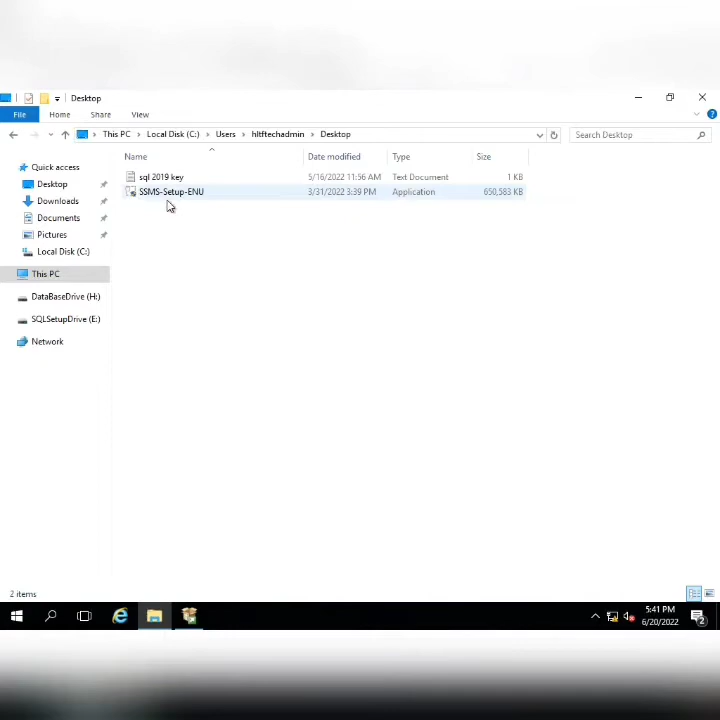 Desktop
File Home Share View
This PC Local Disk (C:) Users hltftechadmin Desktop Search Desktop
Name Date modified Type Size
Quick access
Desktop
Downloads
Documents
Pictures
Local Disk (C:)
This PC
DataBaseDrive (H:)
SQLSetupDrive (E:)
Network
sql 2019 key 5/16/2022 11:56 AM Text Document 1 KB
SSMS-Setup-ENU 3/31/2022 3:39 PM Application 650,583 KB
2 items
5:41 PM
6/20/2022
2